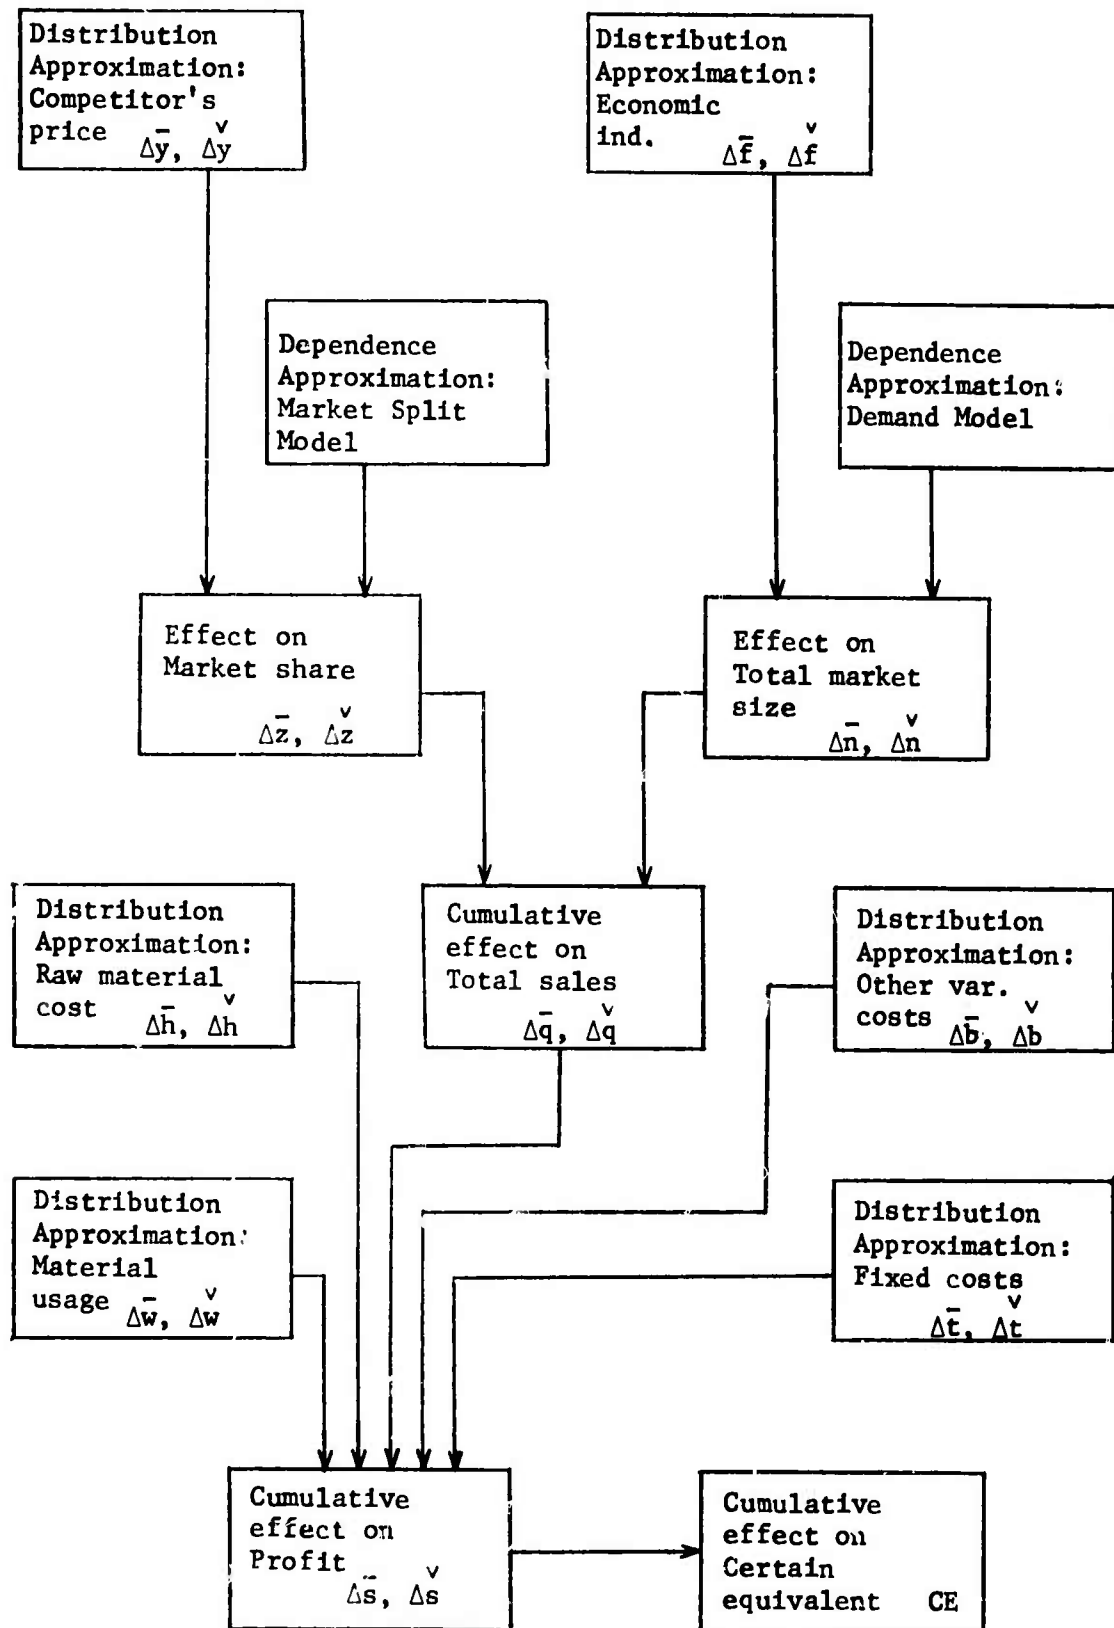 Distribution
Approximation:
Competitor's
price Δȳ, Δy̌
Distribution
Approximation:
Economic
ind. Δf̄, Δf̌
Dependence
Approximation:
Market Split
Model
Dependence
Approximation:
Demand Model
Effect on
Market share
Δz̄, Δž
Effect on
Total market
size
Δn̄, Δň
Distribution
Approximation:
Raw material
cost Δh̄, Δȟ
Cumulative
effect on
Total sales
Δq̄, Δq̌
Distribution
Approximation:
Other var.
costs Δb̄, Δb̌
Distribution
Approximation:
Material
usage Δw̄, Δw̌
Distribution
Approximation:
Fixed costs
Δt̄, Δť
Cumulative
effect on
Profit
Δs̄, Δš
Cumulative
effect on
Certain
equivalent CE